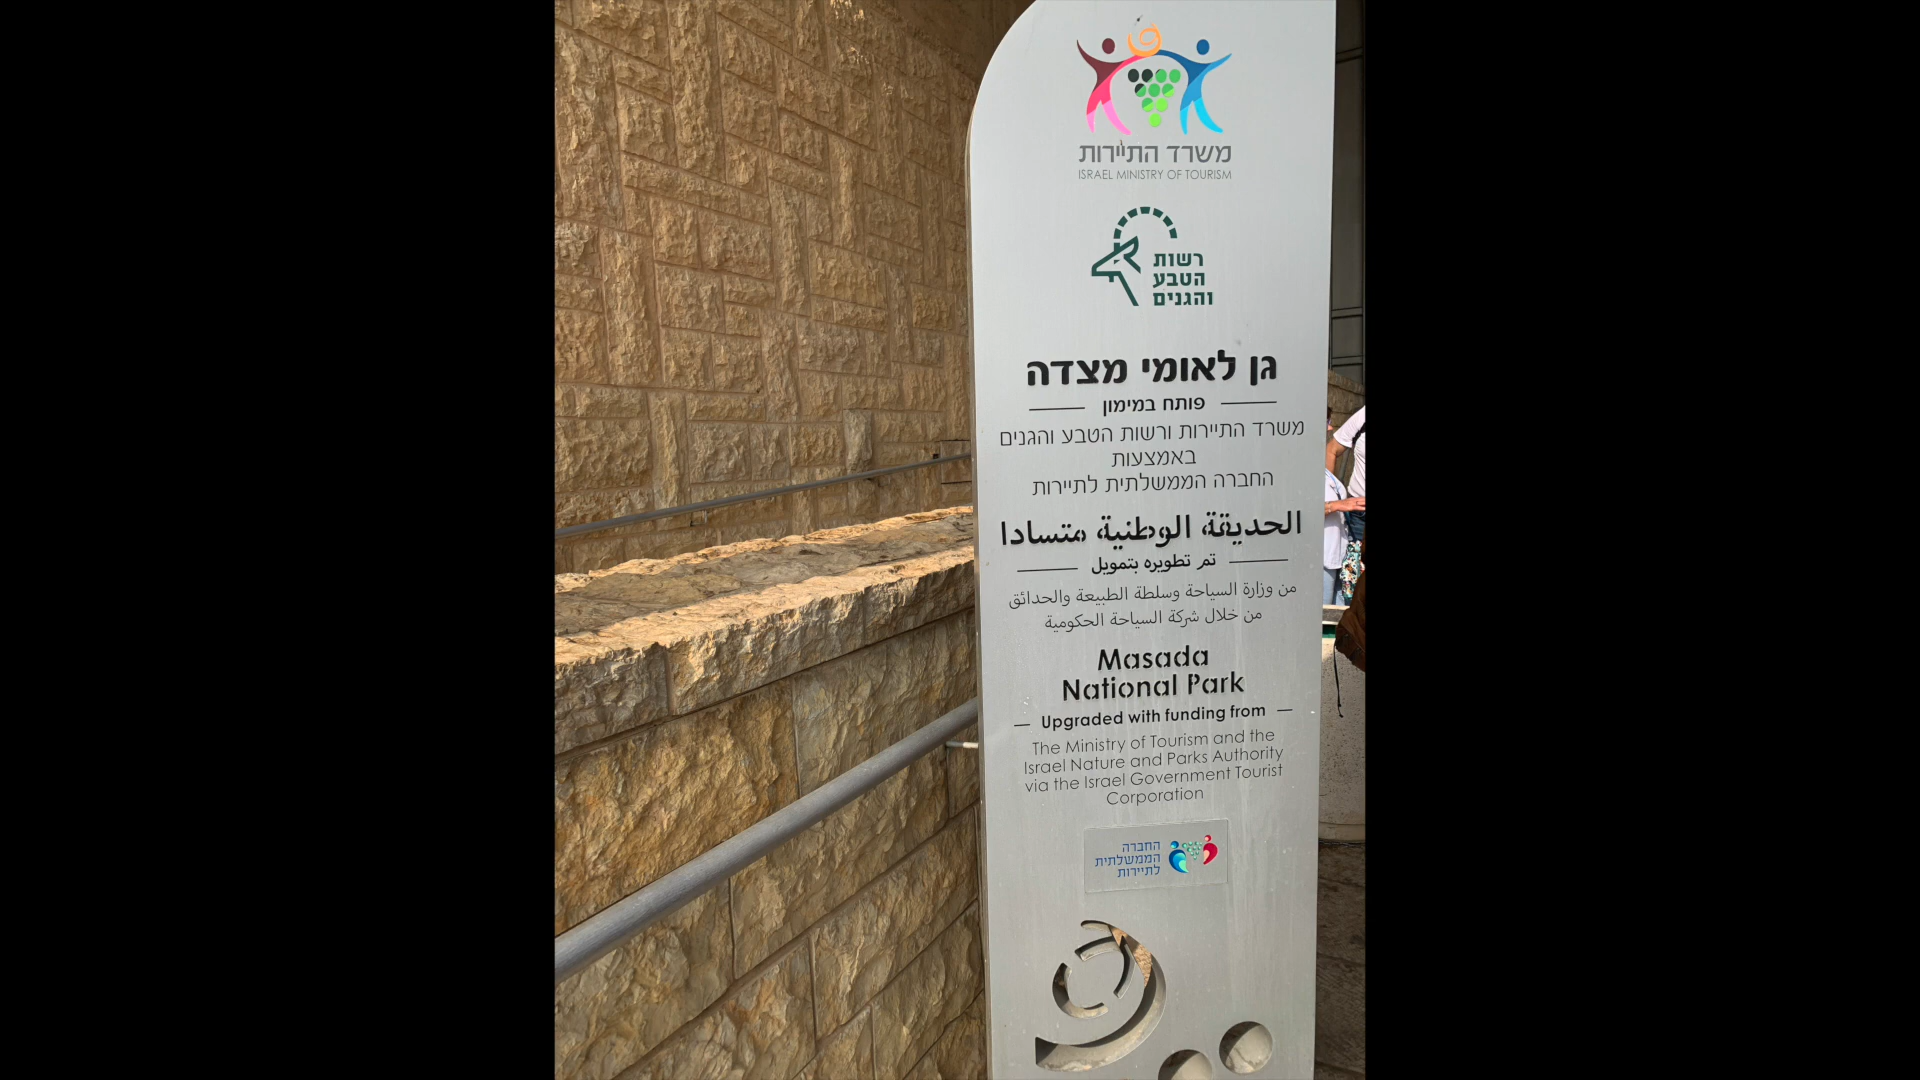 משרד התיירות
ISRAEL MINISTRY OF TOURISM
רשות
הטבע
והגנים
גן לאומי מצדה
פותח במימון
משרד התיירות ורשות הטבע והגנים
באמצעות
החברה הממשלתית לתיירות
الحديقة الوطنية متسادا
تم تطويره بتمويل
من وزارة السياحة وسلطة الطبيعة والحدائق
من خلال شركة السياحة الحكومية
Masada
National Park
Upgraded with funding from
The Ministry of Tourism and the
Israel Nature and Parks Authority
via the Israel Government Tourist
Corporation
החברה
הממשלתית
לתיירות